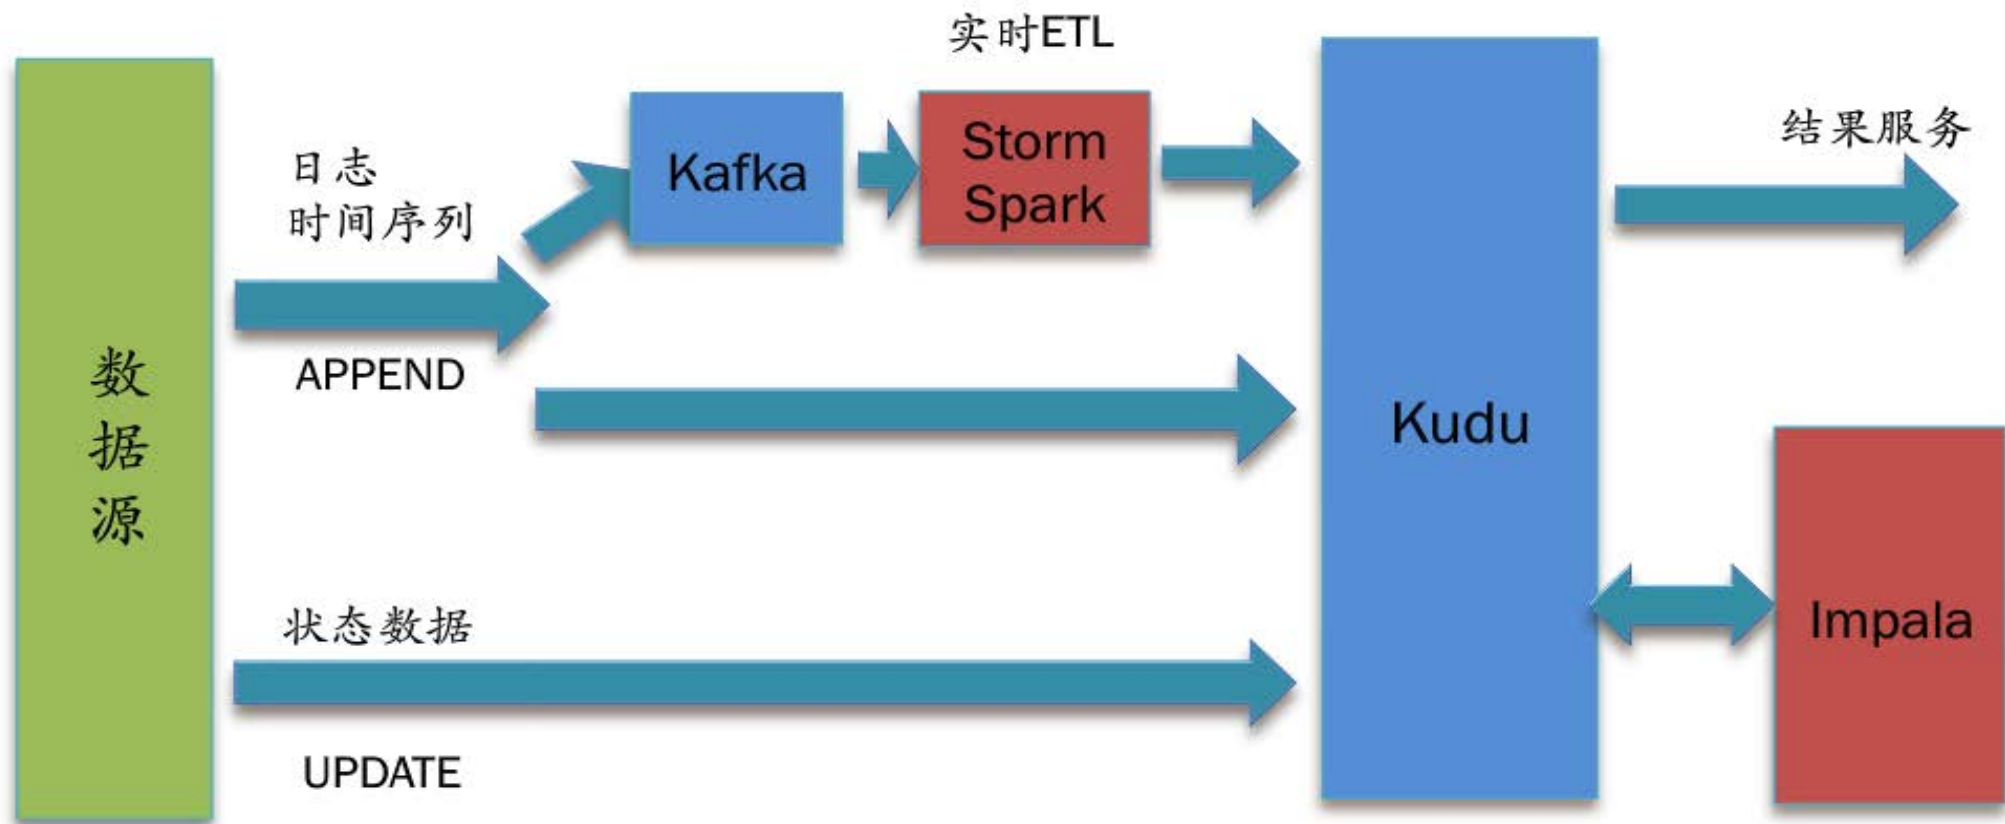 实时ETL
日志
时间序列
Kafka
Storm
Spark
结果服务
APPEND
数
据
源
Kudu
状态数据
Impala
UPDATE